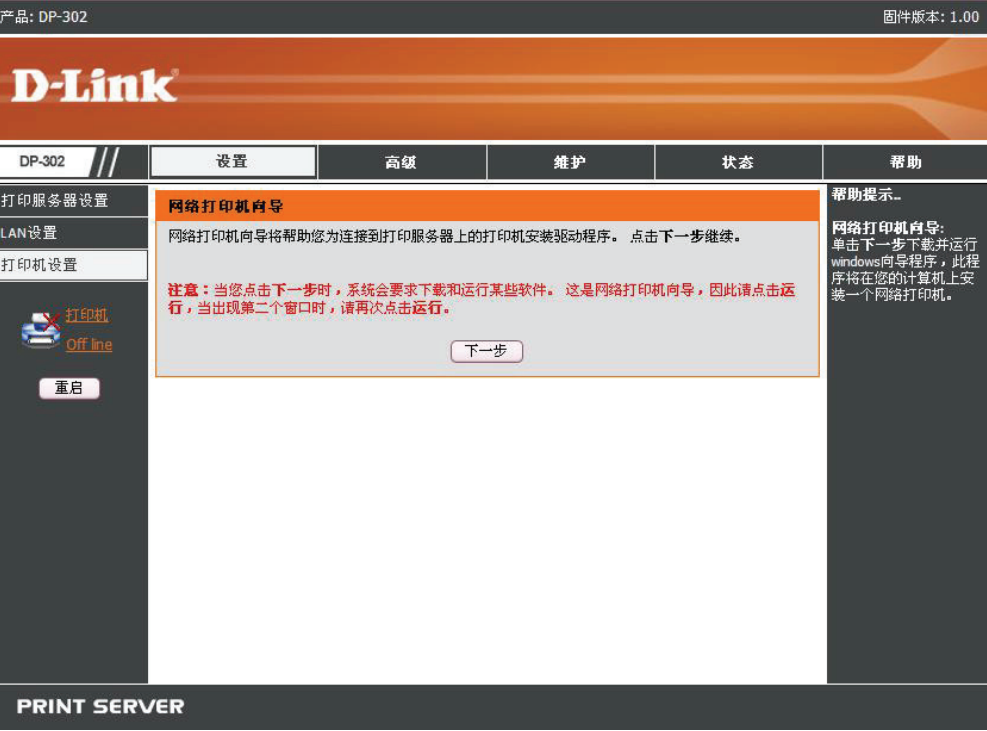 产品: DP-302
固件版本: 1.00
D-Link
DP-302
设置
高级
维护
状态
帮助
打印服务器设置
LAN设置
打印机设置
打印机
Off line
重启
网络打印机向导
网络打印机向导将帮助您为连接到打印服务器上的打印机安装驱动程序。 点击下一步继续。
注意：当您点击下一步时，系统会要求下载和运行某些软件。 这是网络打印机向导，因此请点击运
行，当出现第二个窗口时，请再次点击运行。
下一步
帮助提示..
网络打印机向导:
单击下一步下载并运行
windows向导程序，此程
序将在您的计算机上安
装一个网络打印机。
PRINT SERVER